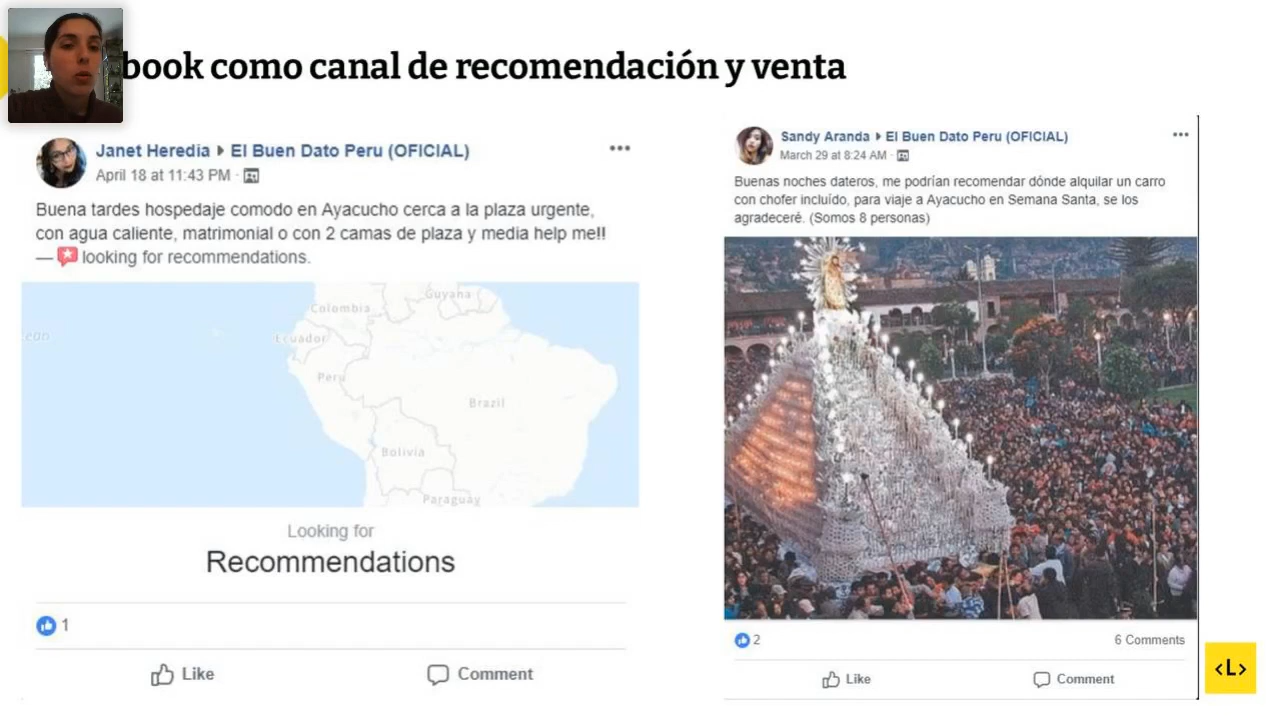 book como canal de recomendación y venta
Janet Heredia ▸ El Buen Dato Peru (OFICIAL)
April 18 at 11:43 PM ·
Buena tardes hospedaje comodo en Ayacucho cerca a la plaza urgente,
con agua caliente, matrimonial o con 2 camas de plaza y media help me!!
— looking for recommendations.
Colombia
Guyana
ean
Ecuador
Peru
Brazil
Bolivia
Paraguay
Looking for
Recommendations
1
Like Comment
Sandy Aranda ▸ El Buen Dato Peru (OFICIAL)
March 29 at 8:24 AM ·
Buenas noches dateros, me podrían recomendar dónde alquilar un carro
con chofer incluído, para viaje a Ayacucho en Semana Santa, se los
agradeceré. (Somos 8 personas)
2 6 Comments
Like Comment
<L>